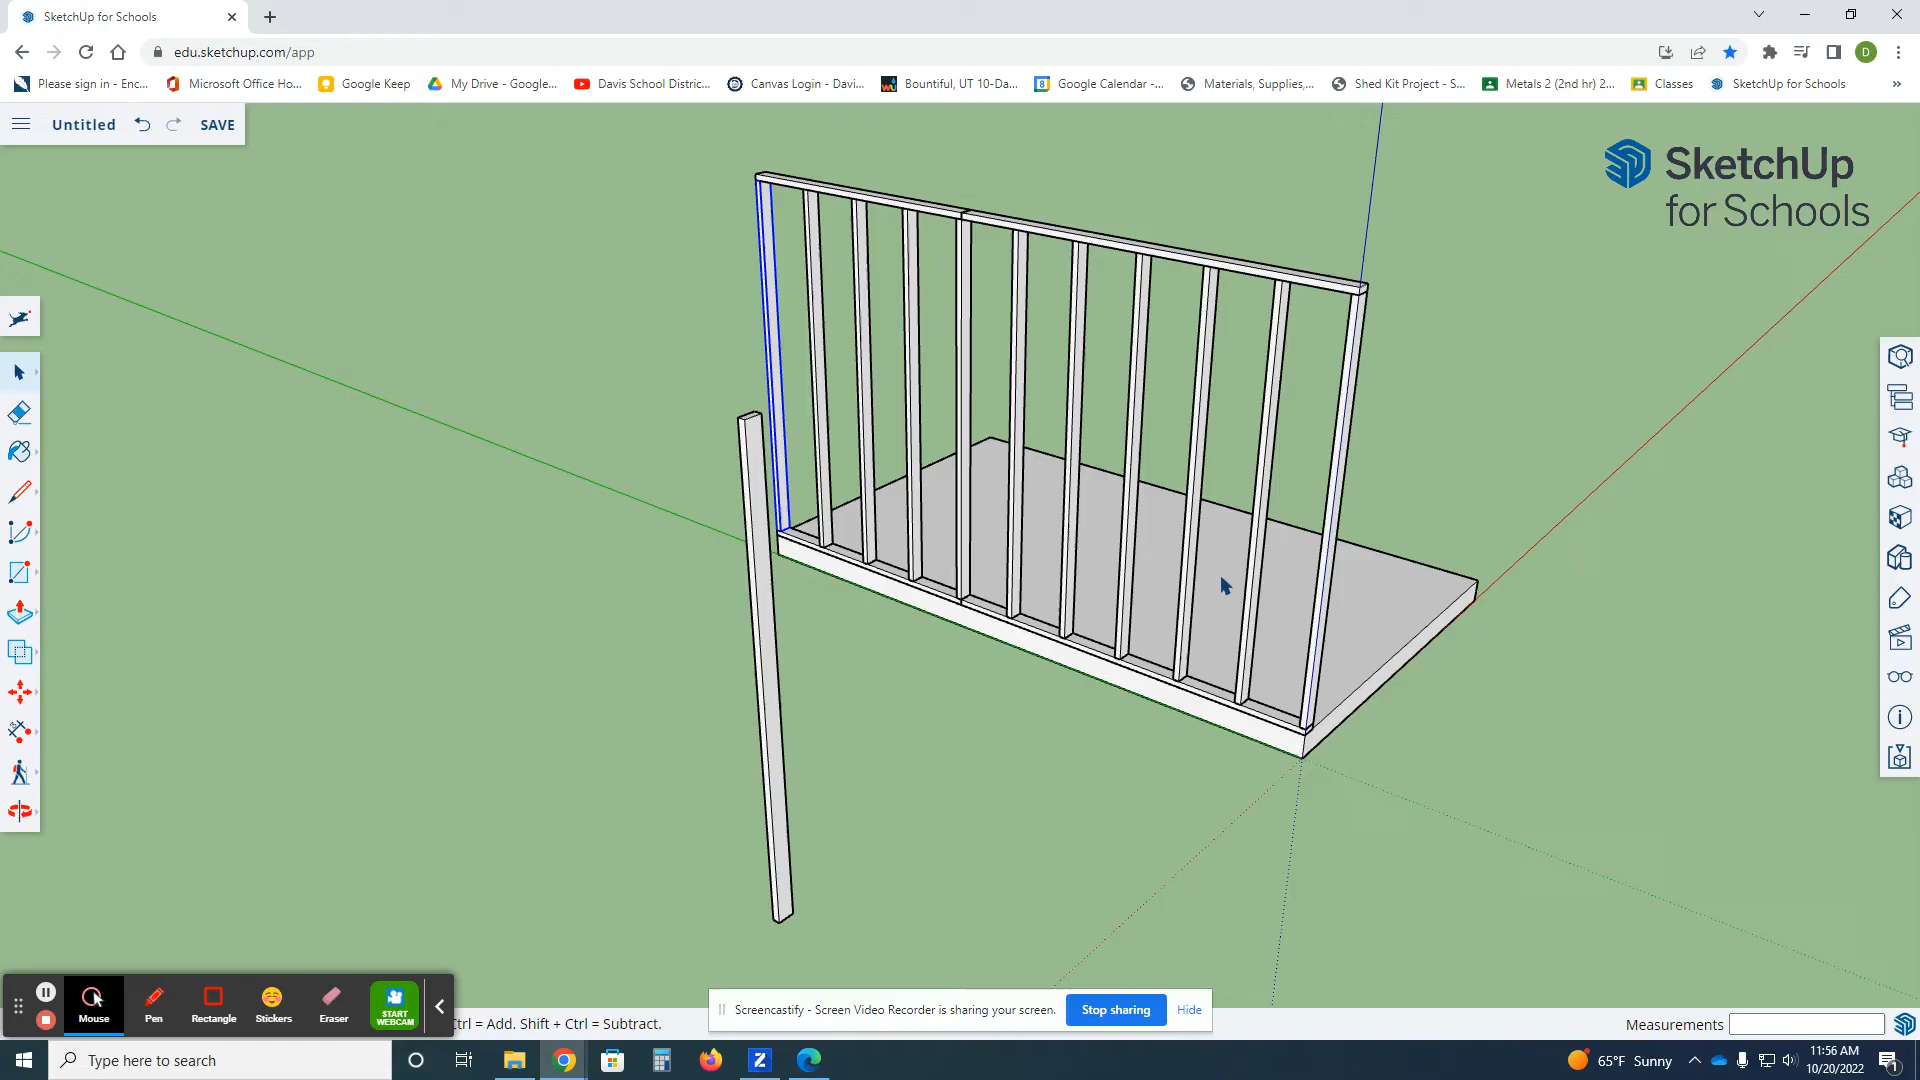 SketchUp for Schools
edu.sketchup.com/app
D
Please sign in - Enc...
Microsoft Office Ho...
Google Keep
My Drive - Google...
Davis School Distric...
Canvas Login - Davi...
Bountiful, UT 10-Da...
Google Calendar -...
Materials, Supplies,...
Shed Kit Project - S...
Metals 2 (2nd hr) 2...
Classes
SketchUp for Schools
»
Untitled
SAVE
SketchUp
for Schools
Mouse
Pen
Rectangle
Stickers
Eraser
START
WEBCAM
Ctrl = Add. Shift + Ctrl = Subtract.
Screencastify - Screen Video Recorder is sharing your screen.
Stop sharing
Hide
Measurements
Type here to search
Z
65°F Sunny
11:56 AM
10/20/2022
1